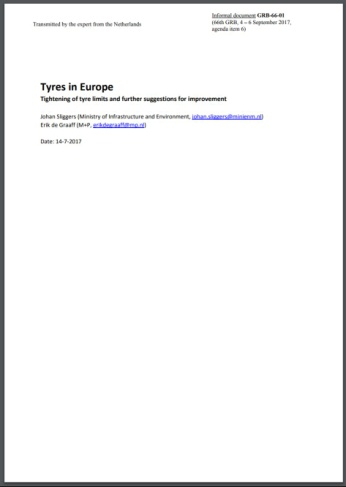 Transmitted by the expert from the Netherlands
Informal document GRB-66-01
(66th GRB, 4 – 6 September 2017,
agenda item 6)
Tyres in Europe
Tightening of tyre limits and further suggestions for improvement
Johan Sliggers (Ministry of Infrastructure and Environment, johan.sliggers@minienm.nl)
Erik de Graaff (M+P, erikdegraaff@mp.nl)
Date: 14-7-2017